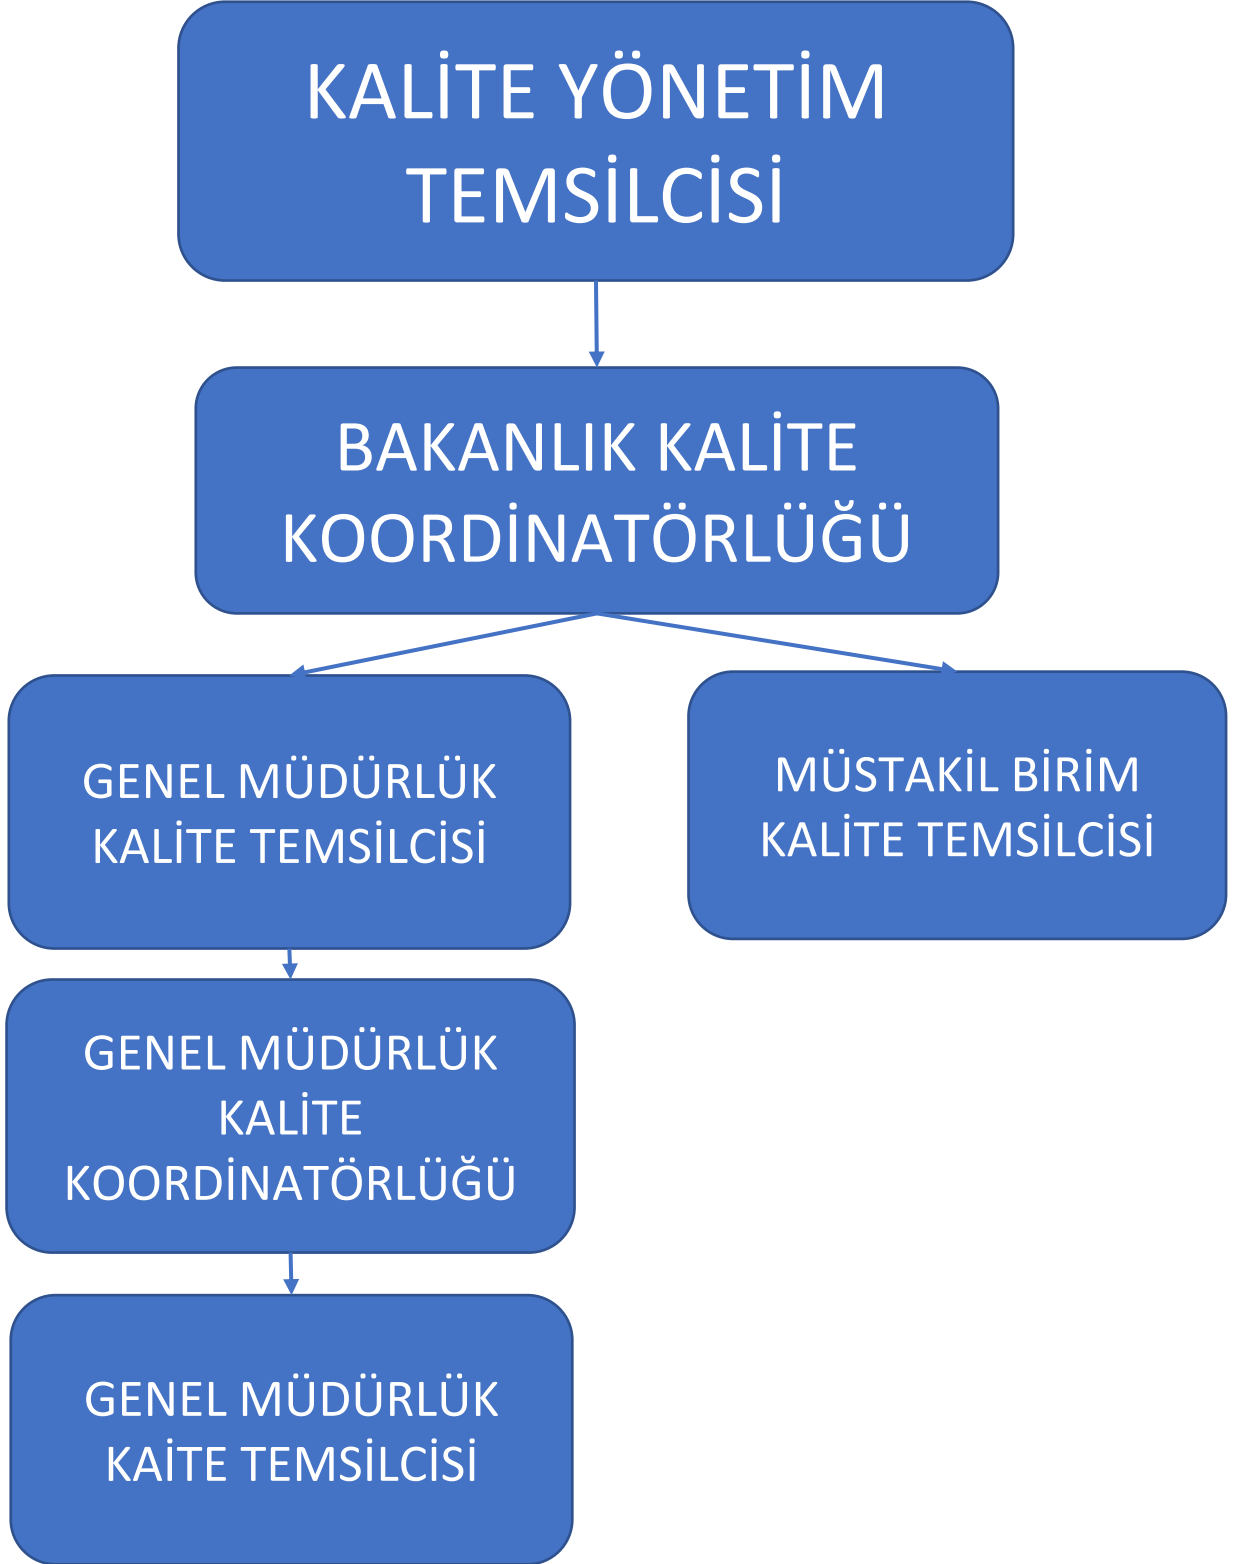 KALİTE YÖNETİM
TEMSİLCİSİ
BAKANLIK KALİTE
KOORDİNATÖRLÜĞÜ
GENEL MÜDÜRLÜK
KALİTE TEMSİLCİSİ
MÜSTAKİL BİRİM
KALİTE TEMSİLCİSİ
GENEL MÜDÜRLÜK
KALİTE
KOORDİNATÖRLÜĞÜ
GENEL MÜDÜRLÜK
KAİTE TEMSİLCİSİ